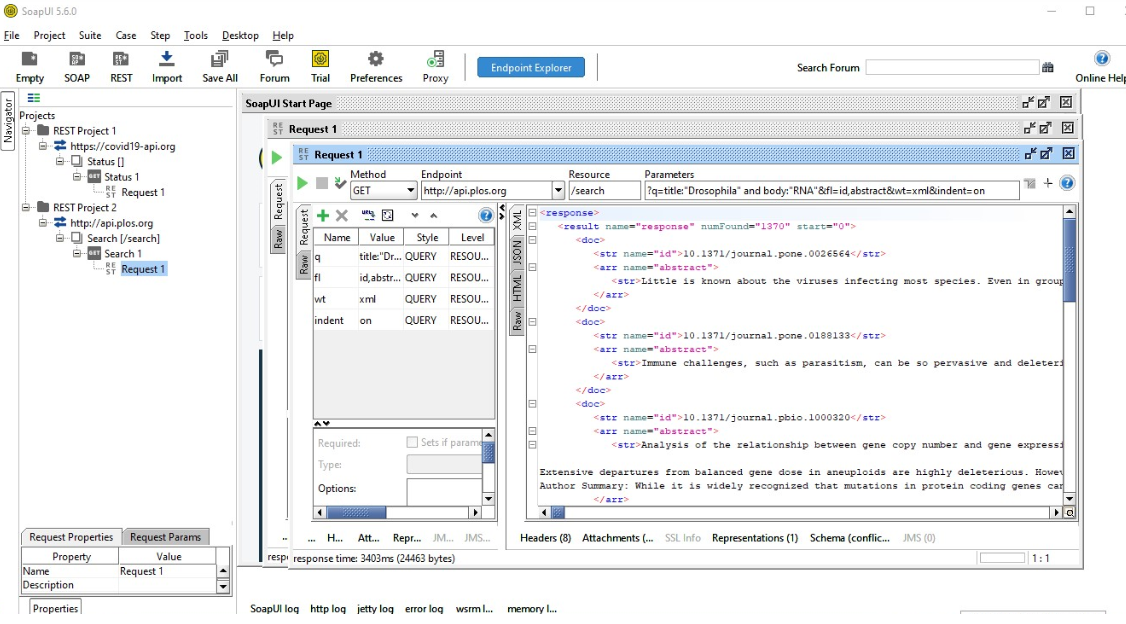 SoapUI 5.6.0
File Project Suite Case Step Tools Desktop Help
Empty SOAP REST Import Save All Forum Trial Preferences Proxy Endpoint Explorer Search Forum Online Help
Navigator
Projects
REST Project 1
https://covid19-api.org
Status []
Status 1
Request 1
REST Project 2
http://api.plos.org
Search [/search]
Search 1
Request 1
SoapUI Start Page
Request 1
Request 1
Method Endpoint Resource Parameters
GET http://api.plos.org /search ?q=title:"Drosophila" and body:"RNA"&fl=id,abstract&wt=xml&indent=on
Request
Raw
Request
Raw
Name Value Style Level
q title:"Dr... QUERY RESOU...
fl id,abstr... QUERY RESOU...
wt xml QUERY RESOU...
indent on QUERY RESOU...
Required: Sets if parame
Type:
Options:
XML
JSON
HTML
Raw
<response>
<result name="response" numFound="1370" start="0">
<doc>
<str name="id">10.1371/journal.pone.0026564</str>
<arr name="abstract">
<str>Little is known about the viruses infecting most species. Even in group
</arr>
</doc>
<doc>
<str name="id">10.1371/journal.pone.0188133</str>
<arr name="abstract">
<str>Immune challenges, such as parasitism, can be so pervasive and deleteri
</arr>
</doc>
<doc>
<str name="id">10.1371/journal.pbio.1000320</str>
<arr name="abstract">
<str>Analysis of the relationship between gene copy number and gene expressi
Extensive departures from balanced gene dose in aneuploids are highly deleterious. Howev
Author Summary: While it is widely recognized that mutations in protein coding genes can
</arr>
... H... Att... Repr... JM... JMS...
Headers (8) Attachments (... SSL Info Representations (1) Schema (conflic... JMS (0)
respo
response time: 3403ms (24463 bytes) 1 : 1
Request Properties Request Params
Property Value
Name Request 1
Description
Properties
SoapUI log http log jetty log error log wsrm l... memory l...